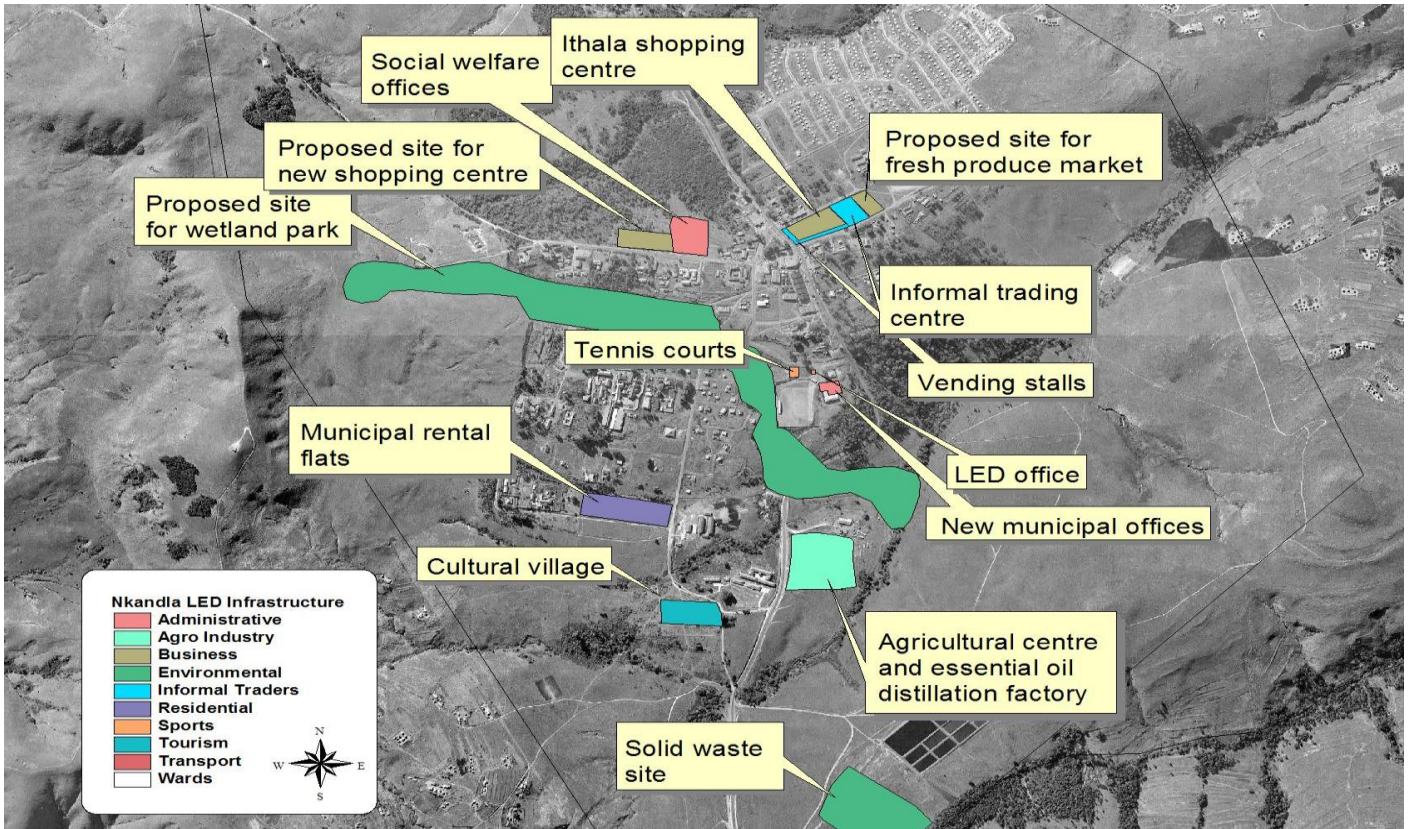 Ithala shopping
centre
Social welfare
offices
Proposed site for
fresh produce market
Proposed site for
new shopping centre
Proposed site
for wetland park
Informal trading
centre
Tennis courts
Vending stalls
Municipal rental
flats
LED office
New municipal offices
Cultural village
Agricultural centre
and essential oil
distillation factory
Solid waste
site
Nkandla LED Infrastructure
Administrative
Agro Industry
Business
Environmental
Informal Traders
Residential
Sports
Tourism
Transport
Wards
N
W E
S